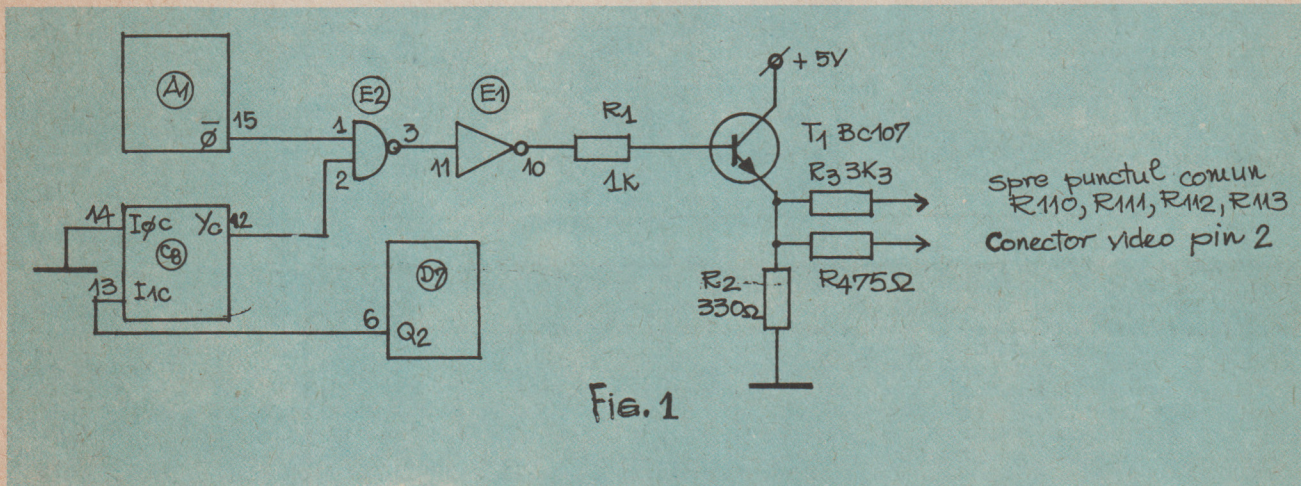 A1
ø̅
15
E2
1
2
3
E1
11
10
R1
1K
+5V
T1 BC107
R3 3K3
spre punctul comun
R110, R111, R112, R113
R475Ω
Conector video pin 2
R2
330Ω
14
IøC
YC
12
C8
13
I1C
D7
6
Q2
Fig. 1